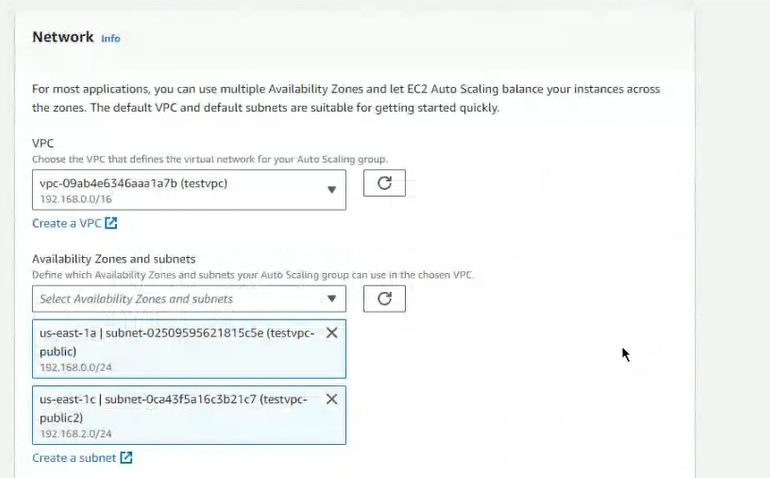 Network Info
For most applications, you can use multiple Availability Zones and let EC2 Auto Scaling balance your instances across
the zones. The default VPC and default subnets are suitable for getting started quickly.
VPC
Choose the VPC that defines the virtual network for your Auto Scaling group.
vpc-09ab4e6346aaa1a7b (testvpc)
192.168.0.0/16
Create a VPC
Availability Zones and subnets
Define which Availability Zones and subnets your Auto Scaling group can use in the chosen VPC.
Select Availability Zones and subnets
us-east-1a | subnet-02509595621815c5e (testvpc-
public)
192.168.0.0/24
us-east-1c | subnet-0ca43f5a16c3b21c7 (testvpc-
public2)
192.168.2.0/24
Create a subnet